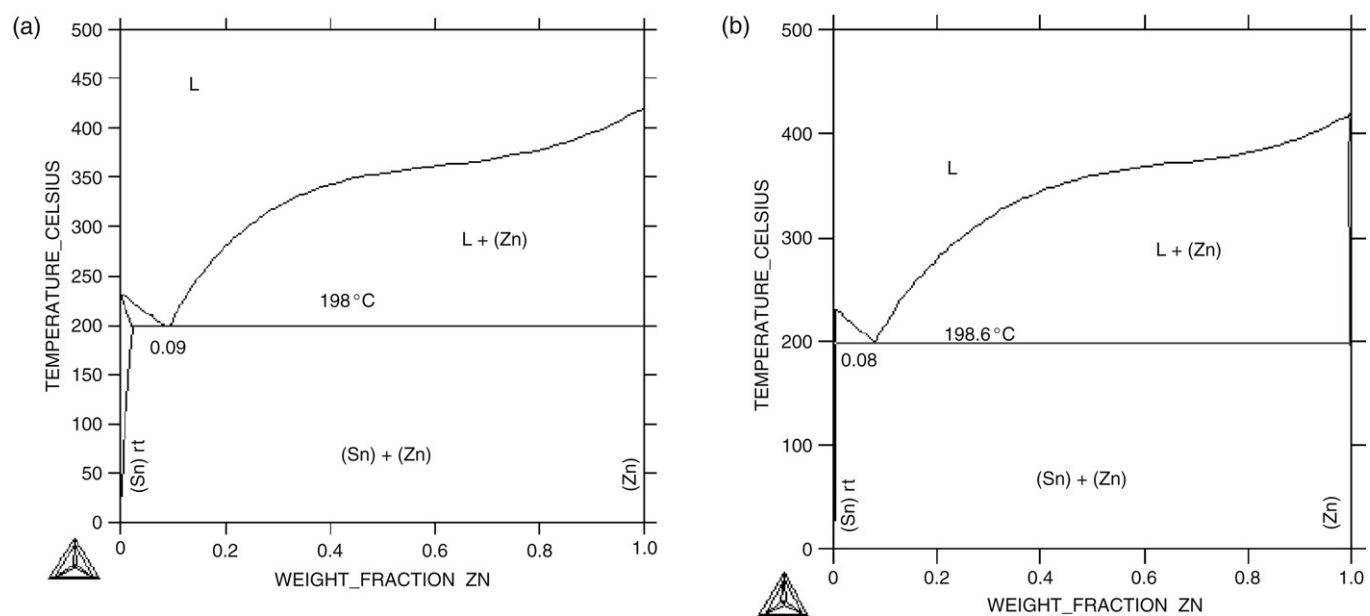 (a)
500
450
400
350
300
250
200
150
100
50
0
TEMPERATURE_CELSIUS
L
L + (Zn)
198°C
0.09
(Sn) + (Zn)
(Sn) rt
(Zn)
0 0.2 0.4 0.6 0.8 1.0
WEIGHT_FRACTION ZN
(b)
500
400
300
200
100
0
TEMPERATURE_CELSIUS
L
L + (Zn)
198.6°C
0.08
(Sn) + (Zn)
(Sn) rt
(Zn)
0 0.2 0.4 0.6 0.8 1.0
WEIGHT_FRACTION ZN